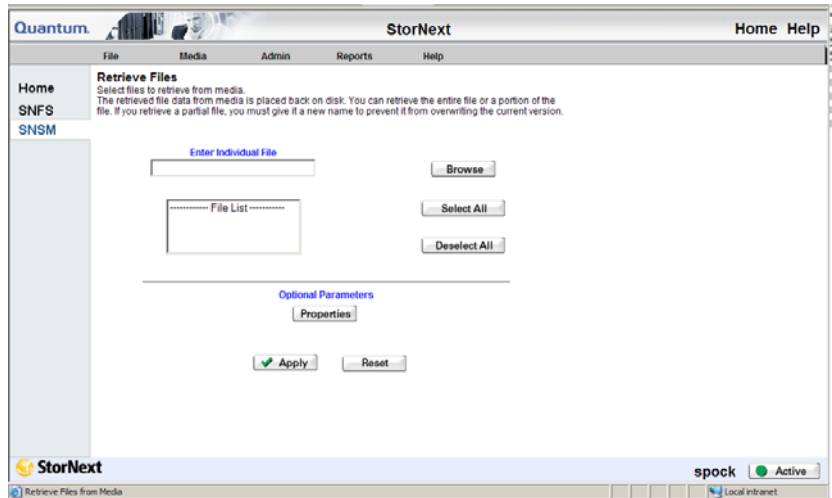 Quantum.
StorNext
Home Help
File Media Admin Reports Help
Home
SNFS
SNSM
Retrieve Files
Select files to retrieve from media.
The retrieved file data from media is placed back on disk. You can retrieve the entire file or a portion of the
file. If you retrieve a partial file, you must give it a new name to prevent it from overwriting the current version.
Enter Individual File
Browse
------------ File List -----------
Select All
Deselect All
Optional Parameters
Properties
Apply Reset
StorNext
spock Active
Retrieve Files from Media
Local intranet